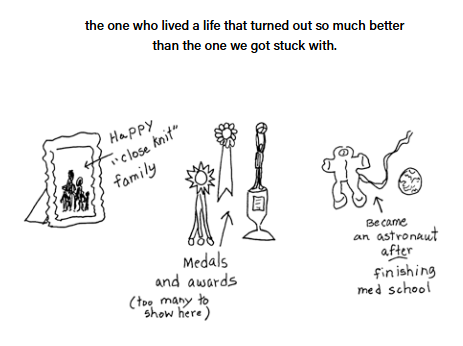 the one who lived a life that turned out so much better
than the one we got stuck with.
HaPPY
"close knit"
family
Medals
and awards
(too many to
show here)
Became
an astronaut
after
finishing
med school